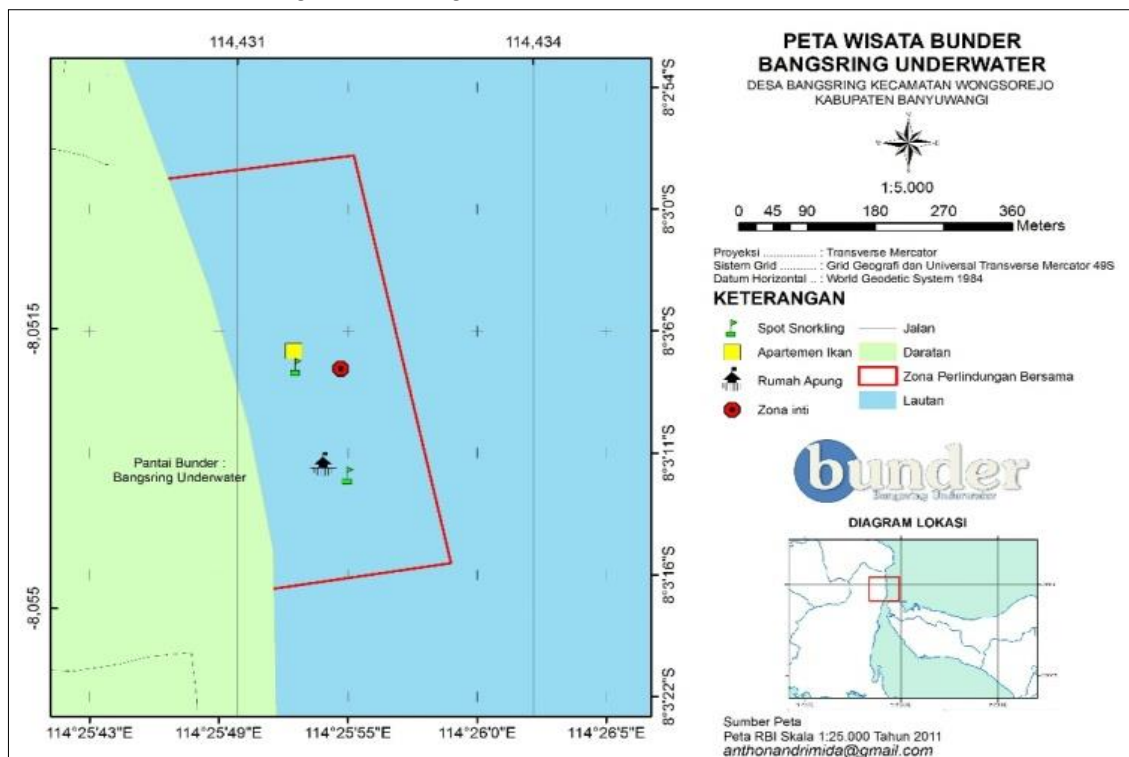 114,431
114,434
-8,0515
-8,055
8°2'54"S
8°3'0"S
8°3'6"S
8°3'11"S
8°3'16"S
8°3'22"S
114°25'43"E
114°25'49"E
114°25'55"E
114°26'0"E
114°26'5"E
Pantai Bunder :
Bangsring Underwater
PETA WISATA BUNDER
BANGSRING UNDERWATER
DESA BANGSRING KECAMATAN WONGSOREJO
KABUPATEN BANYUWANGI
1:5.000
0 45 90 180 270 360
Meters
Proyeksi ................ : Transverse Mercator
Sistem Grid .......... : Grid Geografi dan Universal Transverse Mercator 49S
Datum Horizontal .. : World Geodetic System 1984
KETERANGAN
Spot Snorkling
Apartemen Ikan
Rumah Apung
Zona inti
Jalan
Daratan
Zona Perlindungan Bersama
Lautan
bunder
Bangsring Underwater
DIAGRAM LOKASI
Sumber Peta
Peta RBI Skala 1:25.000 Tahun 2011
anthonandrimida@gmail.com